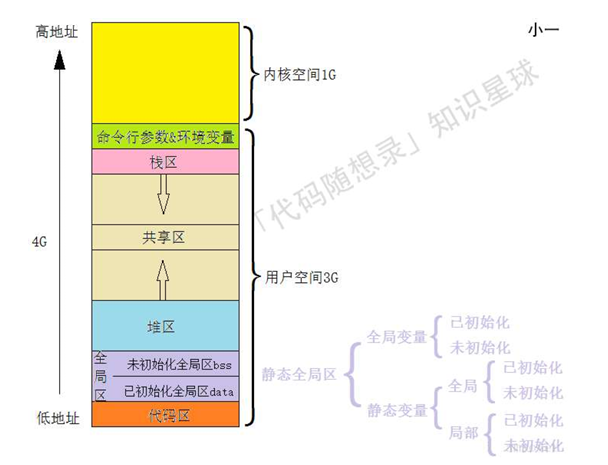 高地址
小一
内核空间1G
命令行参数&环境变量
栈区
「代码随想录」知识星球
共享区
4G
用户空间3G
堆区
全局区
未初始化全局区bss
已初始化全局区data
代码区
低地址
静态全局区
全局变量
已初始化
未初始化
静态变量
全局
已初始化
未初始化
局部
已初始化
未初始化